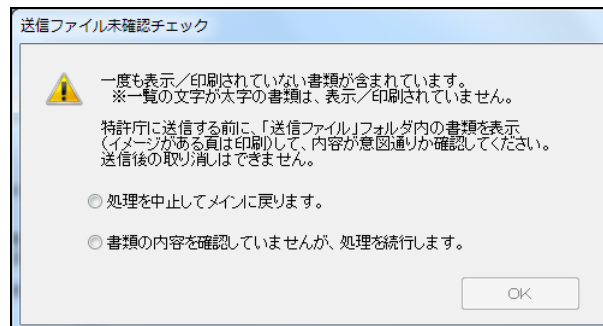 送信ファイル未確認チェック
一度も表示／印刷されていない書類が含まれています。
※一覧の文字が太字の書類は、表示／印刷されていません。
特許庁に送信する前に、「送信ファイル」フォルダ内の書類を表示
（イメージがある頁は印刷）して、内容が意図通りか確認してください。
送信後の取り消しはできません。
処理を中止してメインに戻ります。
書類の内容を確認していませんが、処理を続行します。
OK